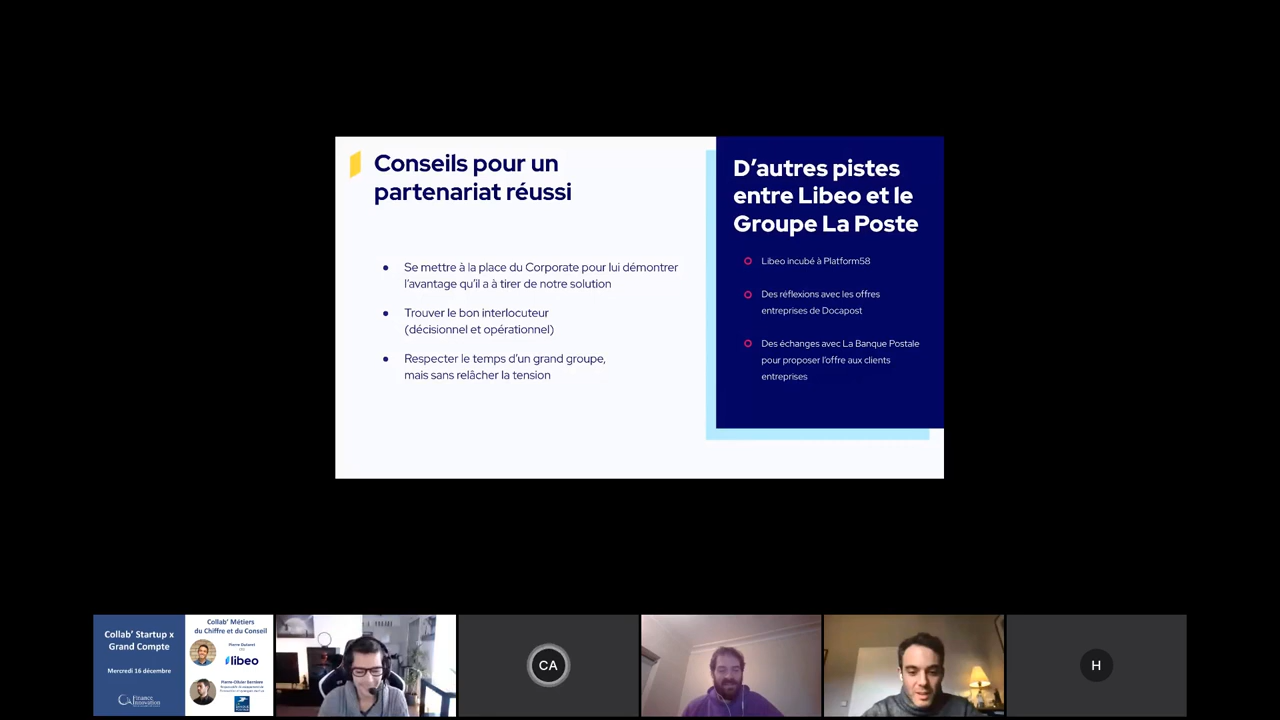 Conseils pour un
partenariat réussi
Se mettre à la place du Corporate pour lui démontrer
l'avantage qu'il a à tirer de notre solution
Trouver le bon interlocuteur
(décisionnel et opérationnel)
Respecter le temps d'un grand groupe,
mais sans relâcher la tension
D'autres pistes
entre Libeo et le
Groupe La Poste
Libeo incubé à Platform58
Des réflexions avec les offres
entreprises de Docapost
Des échanges avec La Banque Postale
pour proposer l'offre aux clients
entreprises
Collab' Startup x
Grand Compte
Mercredi 16 décembre
Finance
Innovation
Collab' Métiers
du Chiffre et du Conseil
libeo
CA
H